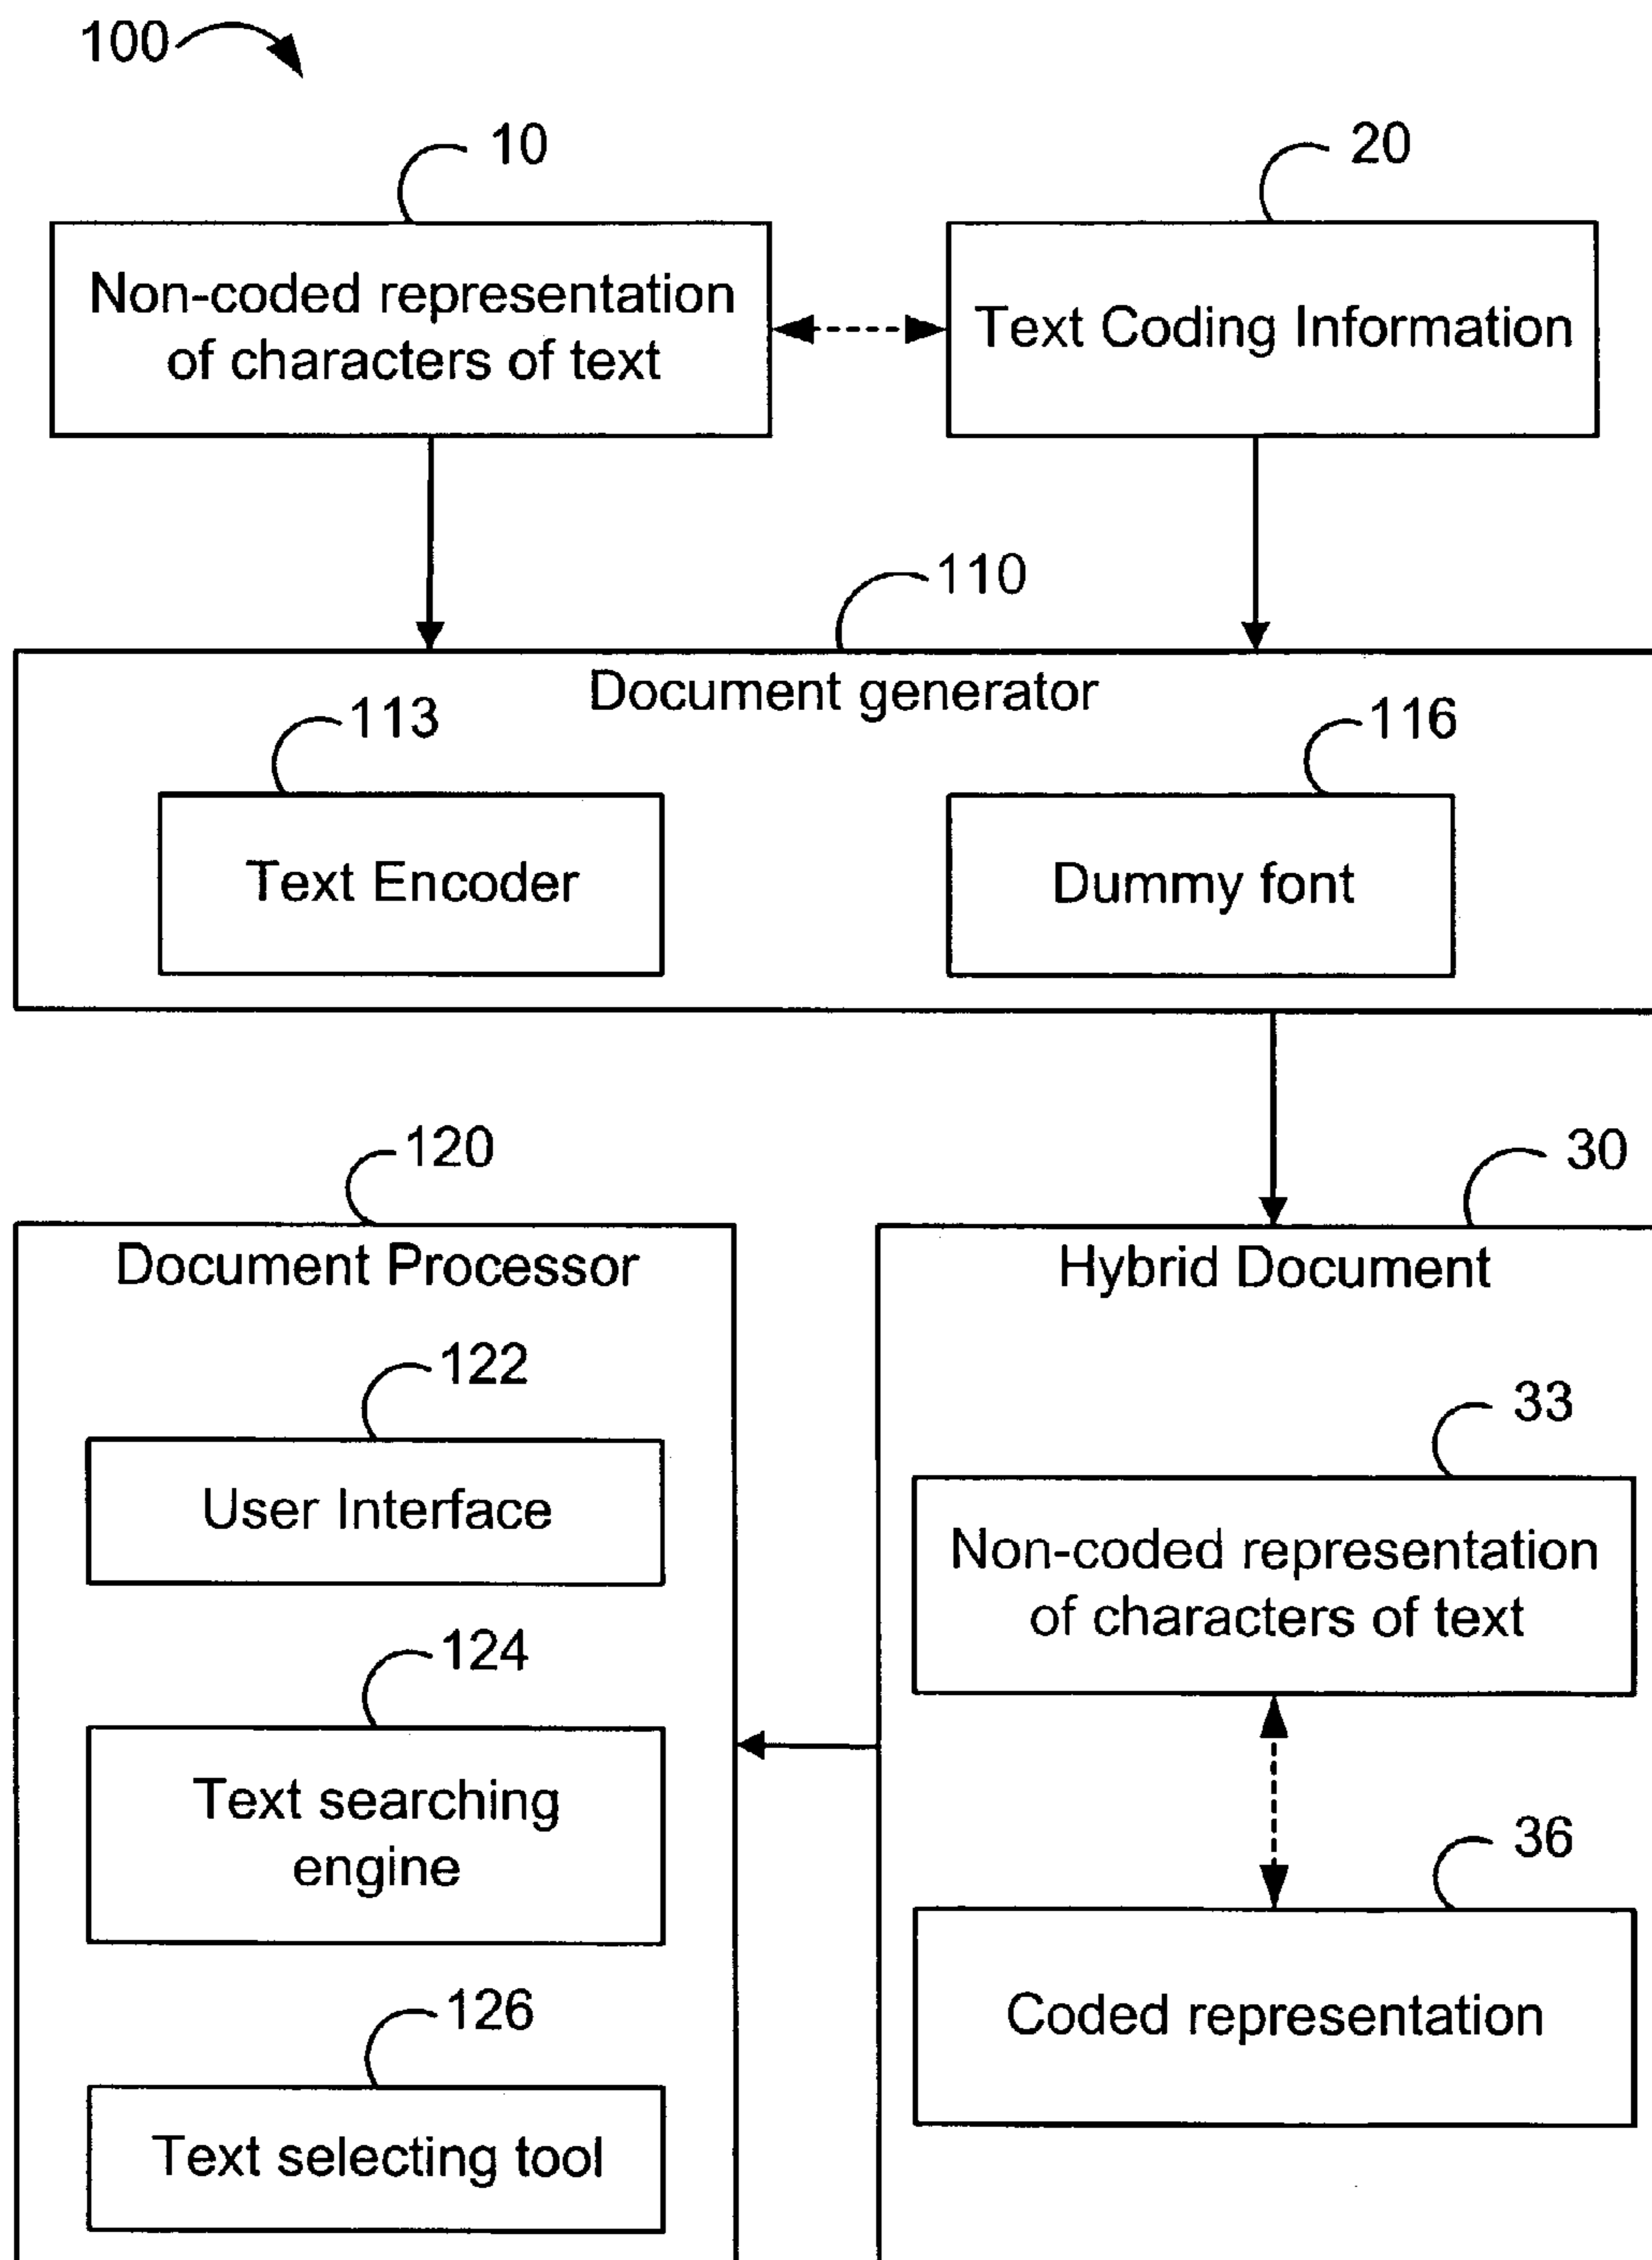 100
10
20
Non-coded representation
of characters of text
Text Coding Information
110
Document generator
113
116
Text Encoder
Dummy font
120
30
Document Processor
Hybrid Document
122
33
User Interface
Non-coded representation
of characters of text
124
Text searching
engine
36
Coded representation
126
Text selecting tool